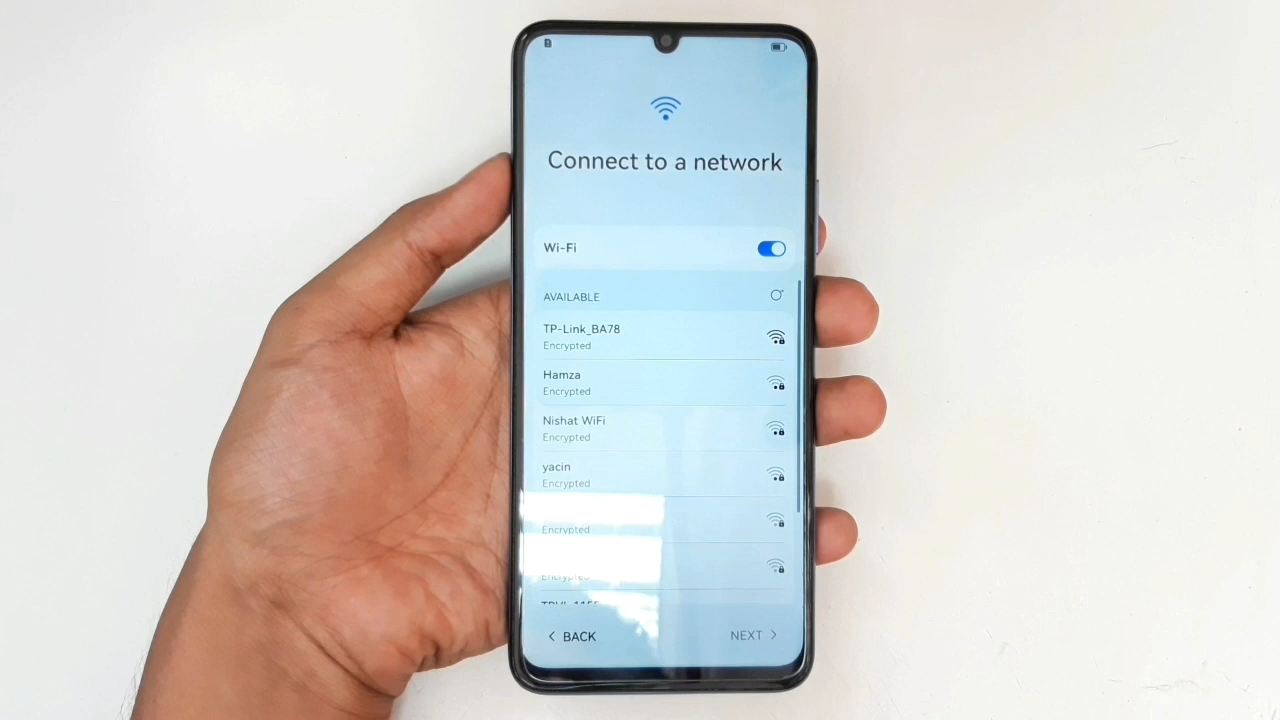 Connect to a network
Wi-Fi
AVAILABLE
TP-Link_BA78
Encrypted
Hamza
Encrypted
Nishat WiFi
Encrypted
yacin
Encrypted
Encrypted
Encrypted
BACK
NEXT